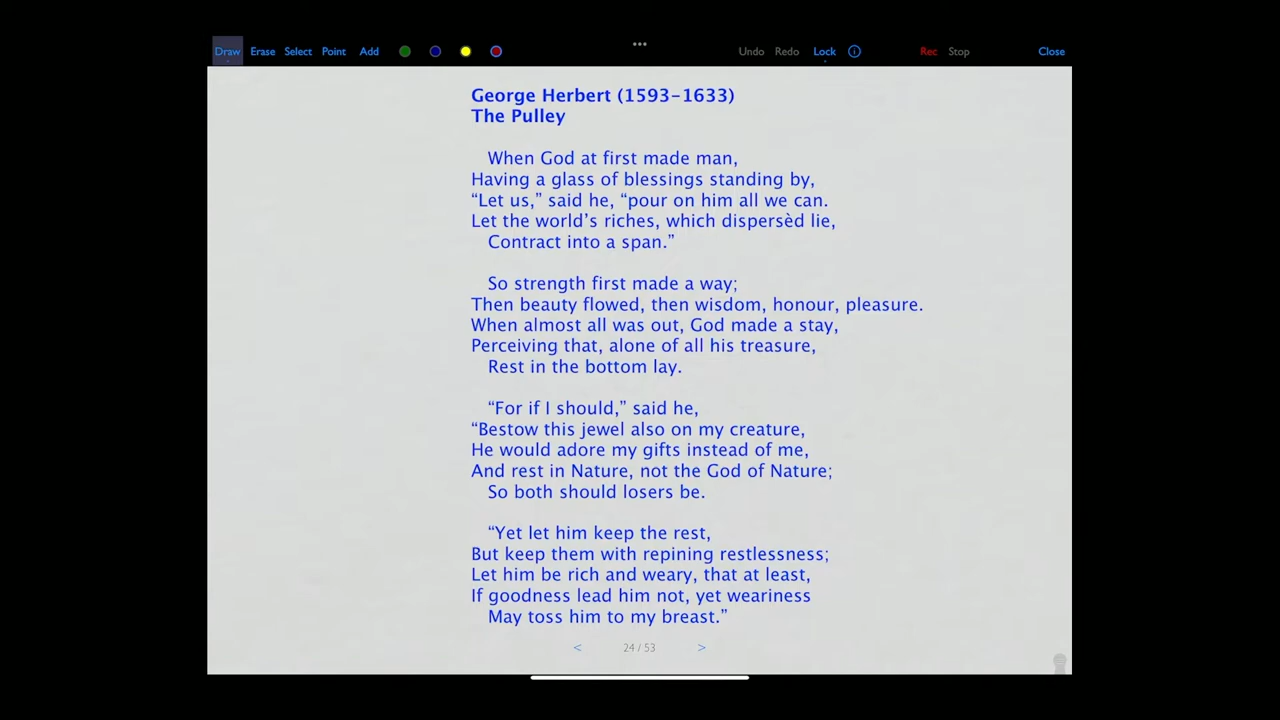 Draw Erase Select Point Add Undo Redo Lock Rec Stop Close
George Herbert (1593–1633)
The Pulley
When God at first made man,
Having a glass of blessings standing by,
“Let us,” said he, “pour on him all we can.
Let the world’s riches, which dispersèd lie,
Contract into a span.”
So strength first made a way;
Then beauty flowed, then wisdom, honour, pleasure.
When almost all was out, God made a stay,
Perceiving that, alone of all his treasure,
Rest in the bottom lay.
“For if I should,” said he,
“Bestow this jewel also on my creature,
He would adore my gifts instead of me,
And rest in Nature, not the God of Nature;
So both should losers be.
“Yet let him keep the rest,
But keep them with repining restlessness;
Let him be rich and weary, that at least,
If goodness lead him not, yet weariness
May toss him to my breast.”
< 24 / 53 >